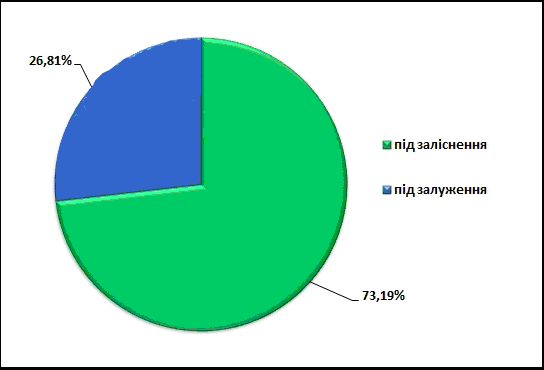 26,81%
під заліснення
під залуження
73,19%